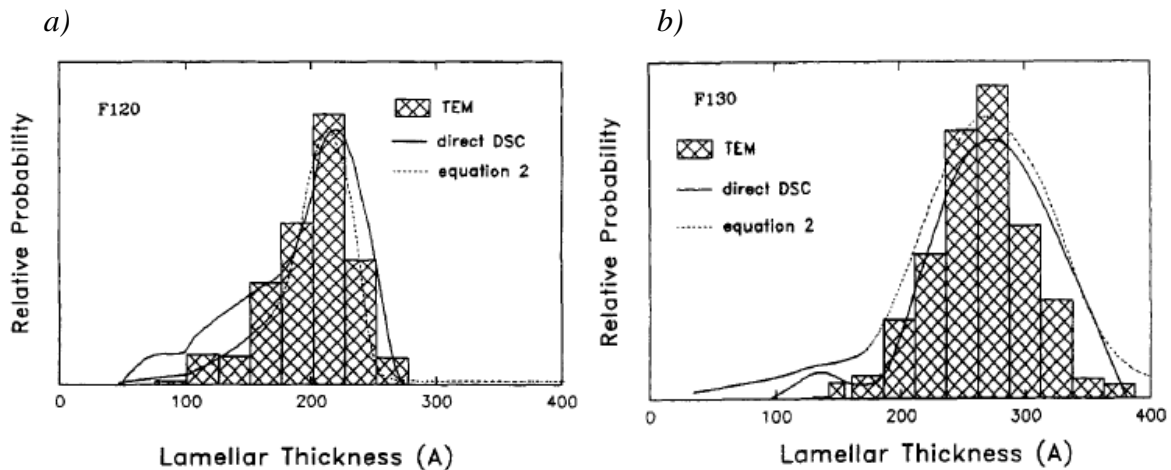 a)
F120
TEM
direct DSC
equation 2
Relative Probability
0
100
200
300
400
Lamellar Thickness (A)
b)
F130
TEM
direct DSC
equation 2
Relative Probability
0
100
200
300
400
Lamellar Thickness (A)